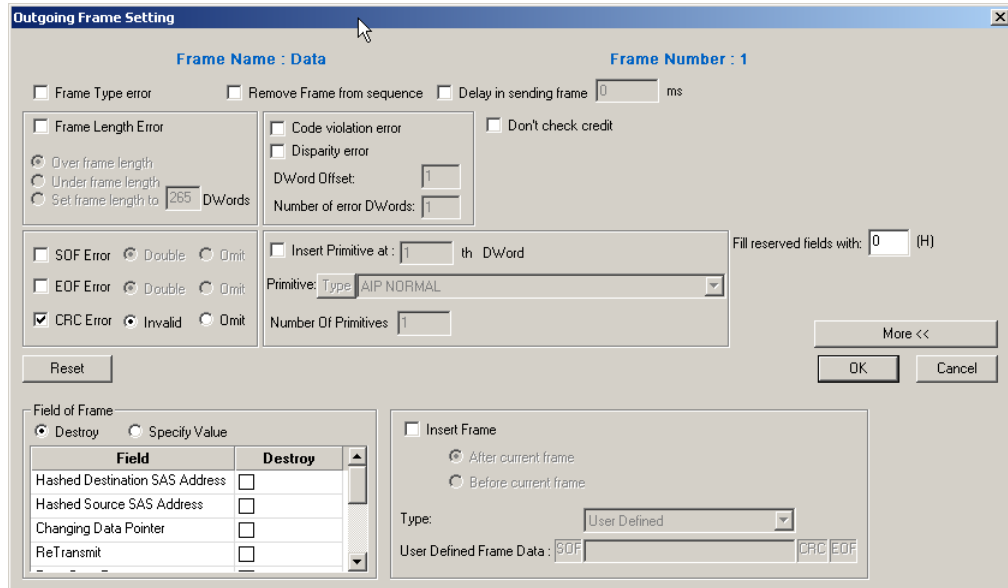 Outgoing Frame Setting
Frame Name : Data Frame Number : 1
Frame Type error Remove Frame from sequence Delay in sending frame 0 ms
Frame Length Error Code violation error Don't check credit
Over frame length Disparity error
Under frame length DWord Offset: 1
Set frame length to 265 DWords Number of error DWords: 1
SOF Error Double Omit Insert Primitive at : 1 th DWord Fill reserved fields with: 0 (H)
EOF Error Double Omit Primitive: Type AIP NORMAL
CRC Error Invalid Omit Number Of Primitives 1
More <<
Reset OK Cancel
Field of Frame
Destroy Specify Value
Field Destroy
Hashed Destination SAS Address
Hashed Source SAS Address
Changing Data Pointer
ReTransmit
Insert Frame
After current frame
Before current frame
Type: User Defined
User Defined Frame Data : SOF CRC EOF